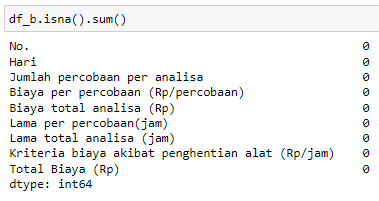 df_b.isna().sum()
No. 0
Hari 0
Jumlah percobaan per analisa 0
Biaya per percobaan (Rp/percobaan) 0
Biaya total analisa (Rp) 0
Lama per percobaan(jam) 0
Lama total analisa (jam) 0
Kriteria biaya akibat penghentian alat (Rp/jam) 0
Total Biaya (Rp) 0
dtype: int64